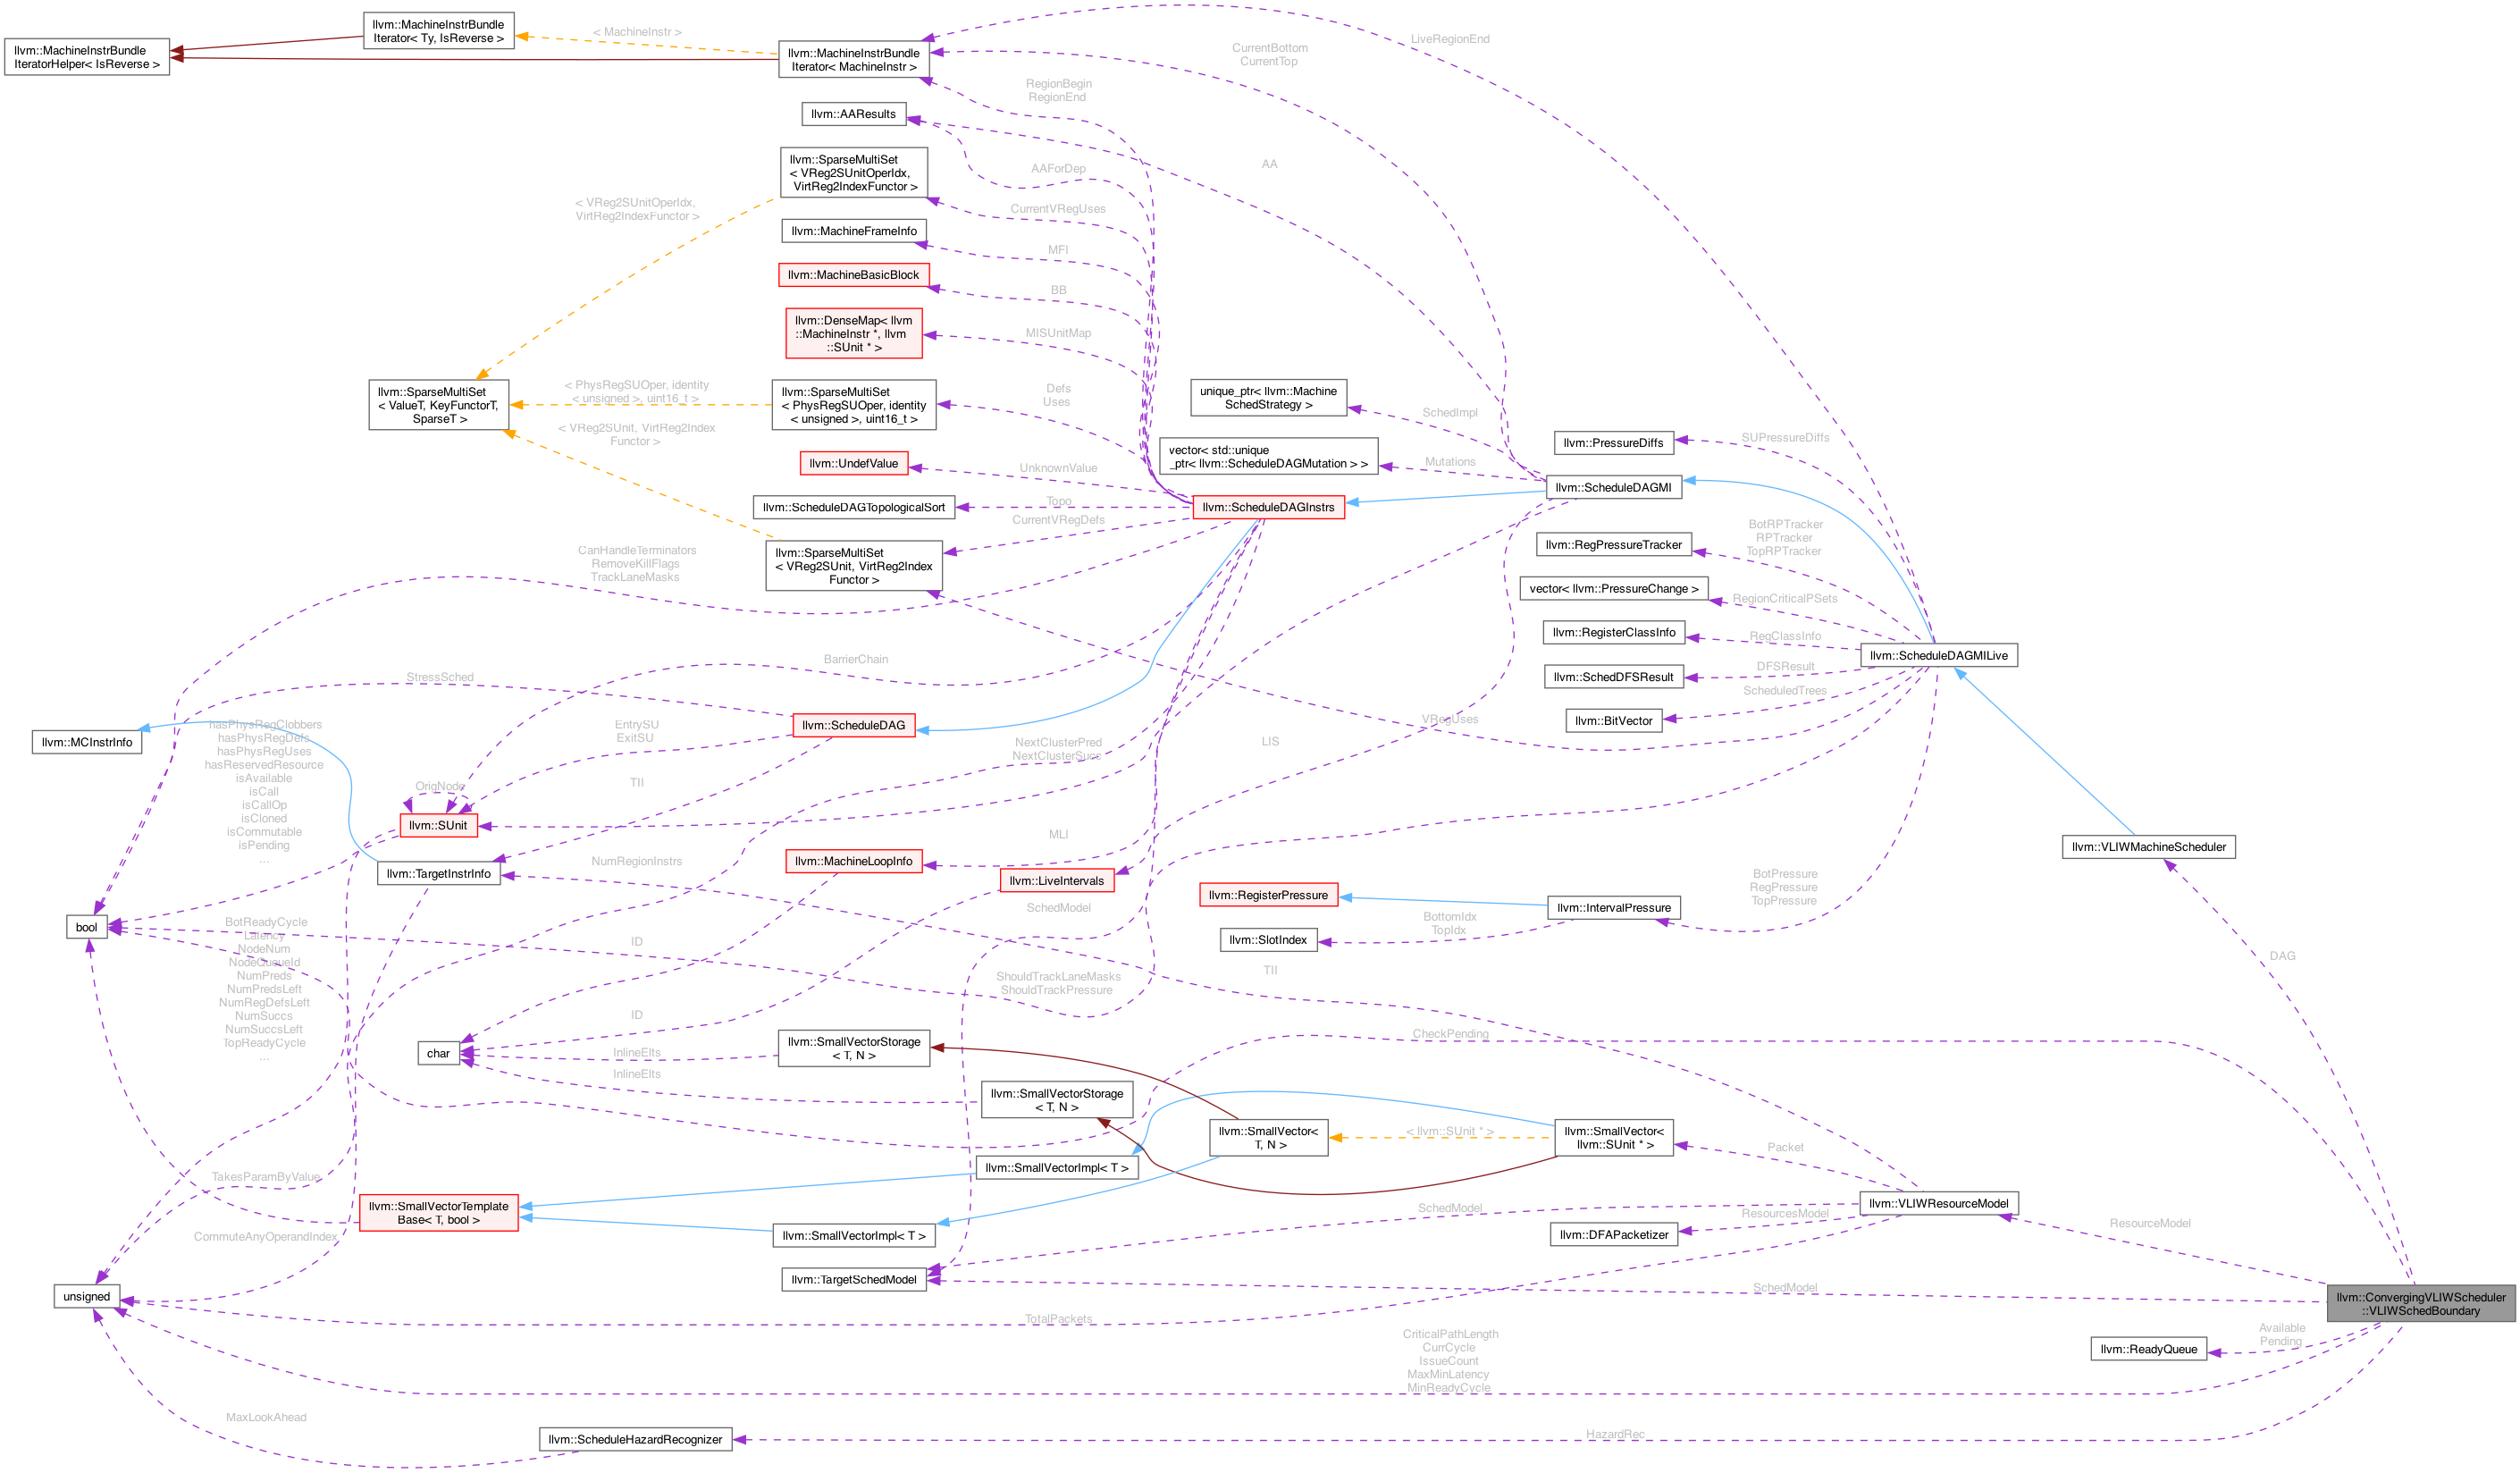 llvm::MachineInstrBundle
IteratorHelper< IsReverse >
llvm::MachineInstrBundle
Iterator< Ty, IsReverse >
< MachineInstr >
llvm::MachineInstrBundle
Iterator< MachineInstr >
LiveRegionEnd
CurrentBottom
CurrentTop
RegionBegin
RegionEnd
llvm::AAResults
AA
AAForDep
llvm::SparseMultiSet
< VReg2SUnitOperIdx,
VirtReg2IndexFunctor >
< VReg2SUnitOperIdx,
VirtReg2IndexFunctor >
CurrentVRegUses
llvm::MachineFrameInfo
MFI
llvm::MachineBasicBlock
BB
llvm::DenseMap< llvm
::MachineInstr *, llvm
::SUnit * >
MISUnitMap
llvm::SparseMultiSet
< ValueT, KeyFunctorT,
SparseT >
< PhysRegSUOper, identity
< unsigned >, uint16_t >
llvm::SparseMultiSet
< PhysRegSUOper, identity
< unsigned >, uint16_t >
Defs
Uses
unique_ptr< llvm::Machine
SchedStrategy >
SchedImpl
< VReg2SUnit, VirtReg2Index
Functor >
llvm::UndefValue
UnknownValue
vector< std::unique
_ptr< llvm::ScheduleDAGMutation > >
Mutations
llvm::PressureDiffs
SUPressureDiffs
llvm::ScheduleDAGMI
llvm::ScheduleDAGTopologicalSort
Topo
llvm::ScheduleDAGInstrs
CurrentVRegDefs
llvm::SparseMultiSet
< VReg2SUnit, VirtReg2Index
Functor >
llvm::RegPressureTracker
BotRPTracker
RPTracker
TopRPTracker
CanHandleTerminators
RemoveKillFlags
TrackLaneMasks
vector< llvm::PressureChange >
RegionCriticalPSets
llvm::RegisterClassInfo
RegClassInfo
llvm::ScheduleDAGMILive
BarrierChain
llvm::SchedDFSResult
DFSResult
StressSched
ScheduledTrees
llvm::BitVector
VRegUses
llvm::ScheduleDAG
EntrySU
ExitSU
llvm::MCInstrInfo
hasPhysRegClobbers
hasPhysRegDefs
hasPhysRegUses
hasReservedResource
isAvailable
isCall
isCallOp
isCloned
isCommutable
isPending
...
LIS
NextClusterPred
NextClusterSucc
TII
OrigNode
llvm::SUnit
MLI
llvm::VLIWMachineScheduler
NumRegionInstrs
llvm::MachineLoopInfo
llvm::TargetInstrInfo
llvm::LiveIntervals
llvm::RegisterPressure
llvm::IntervalPressure
BotPressure
RegPressure
TopPressure
SchedModel
BottomIdx
TopIdx
bool
BotReadyCycle
Latency
NodeNum
NodeQueueId
NumPreds
NumPredsLeft
NumRegDefsLeft
NumSuccs
NumSuccsLeft
TopReadyCycle
...
ID
llvm::SlotIndex
DAG
TII
ShouldTrackLaneMasks
ShouldTrackPressure
ID
CheckPending
char
InlineElts
llvm::SmallVectorStorage
< T, N >
InlineElts
llvm::SmallVectorStorage
< T, N >
llvm::SmallVector<
T, N >
< llvm::SUnit * >
llvm::SmallVector<
llvm::SUnit * >
Packet
llvm::SmallVectorImpl< T >
TakesParamByValue
llvm::SmallVectorTemplate
Base< T, bool >
llvm::VLIWResourceModel
SchedModel
ResourcesModel
ResourceModel
CommuteAnyOperandIndex
llvm::SmallVectorImpl< T >
llvm::DFAPacketizer
llvm::TargetSchedModel
SchedModel
unsigned
llvm::ConvergingVLIWScheduler
::VLIWSchedBoundary
TotalPackets
CriticalPathLength
CurrCycle
IssueCount
MaxMinLatency
MinReadyCycle
llvm::ReadyQueue
Available
Pending
MaxLookAhead
llvm::ScheduleHazardRecognizer
HazardRec